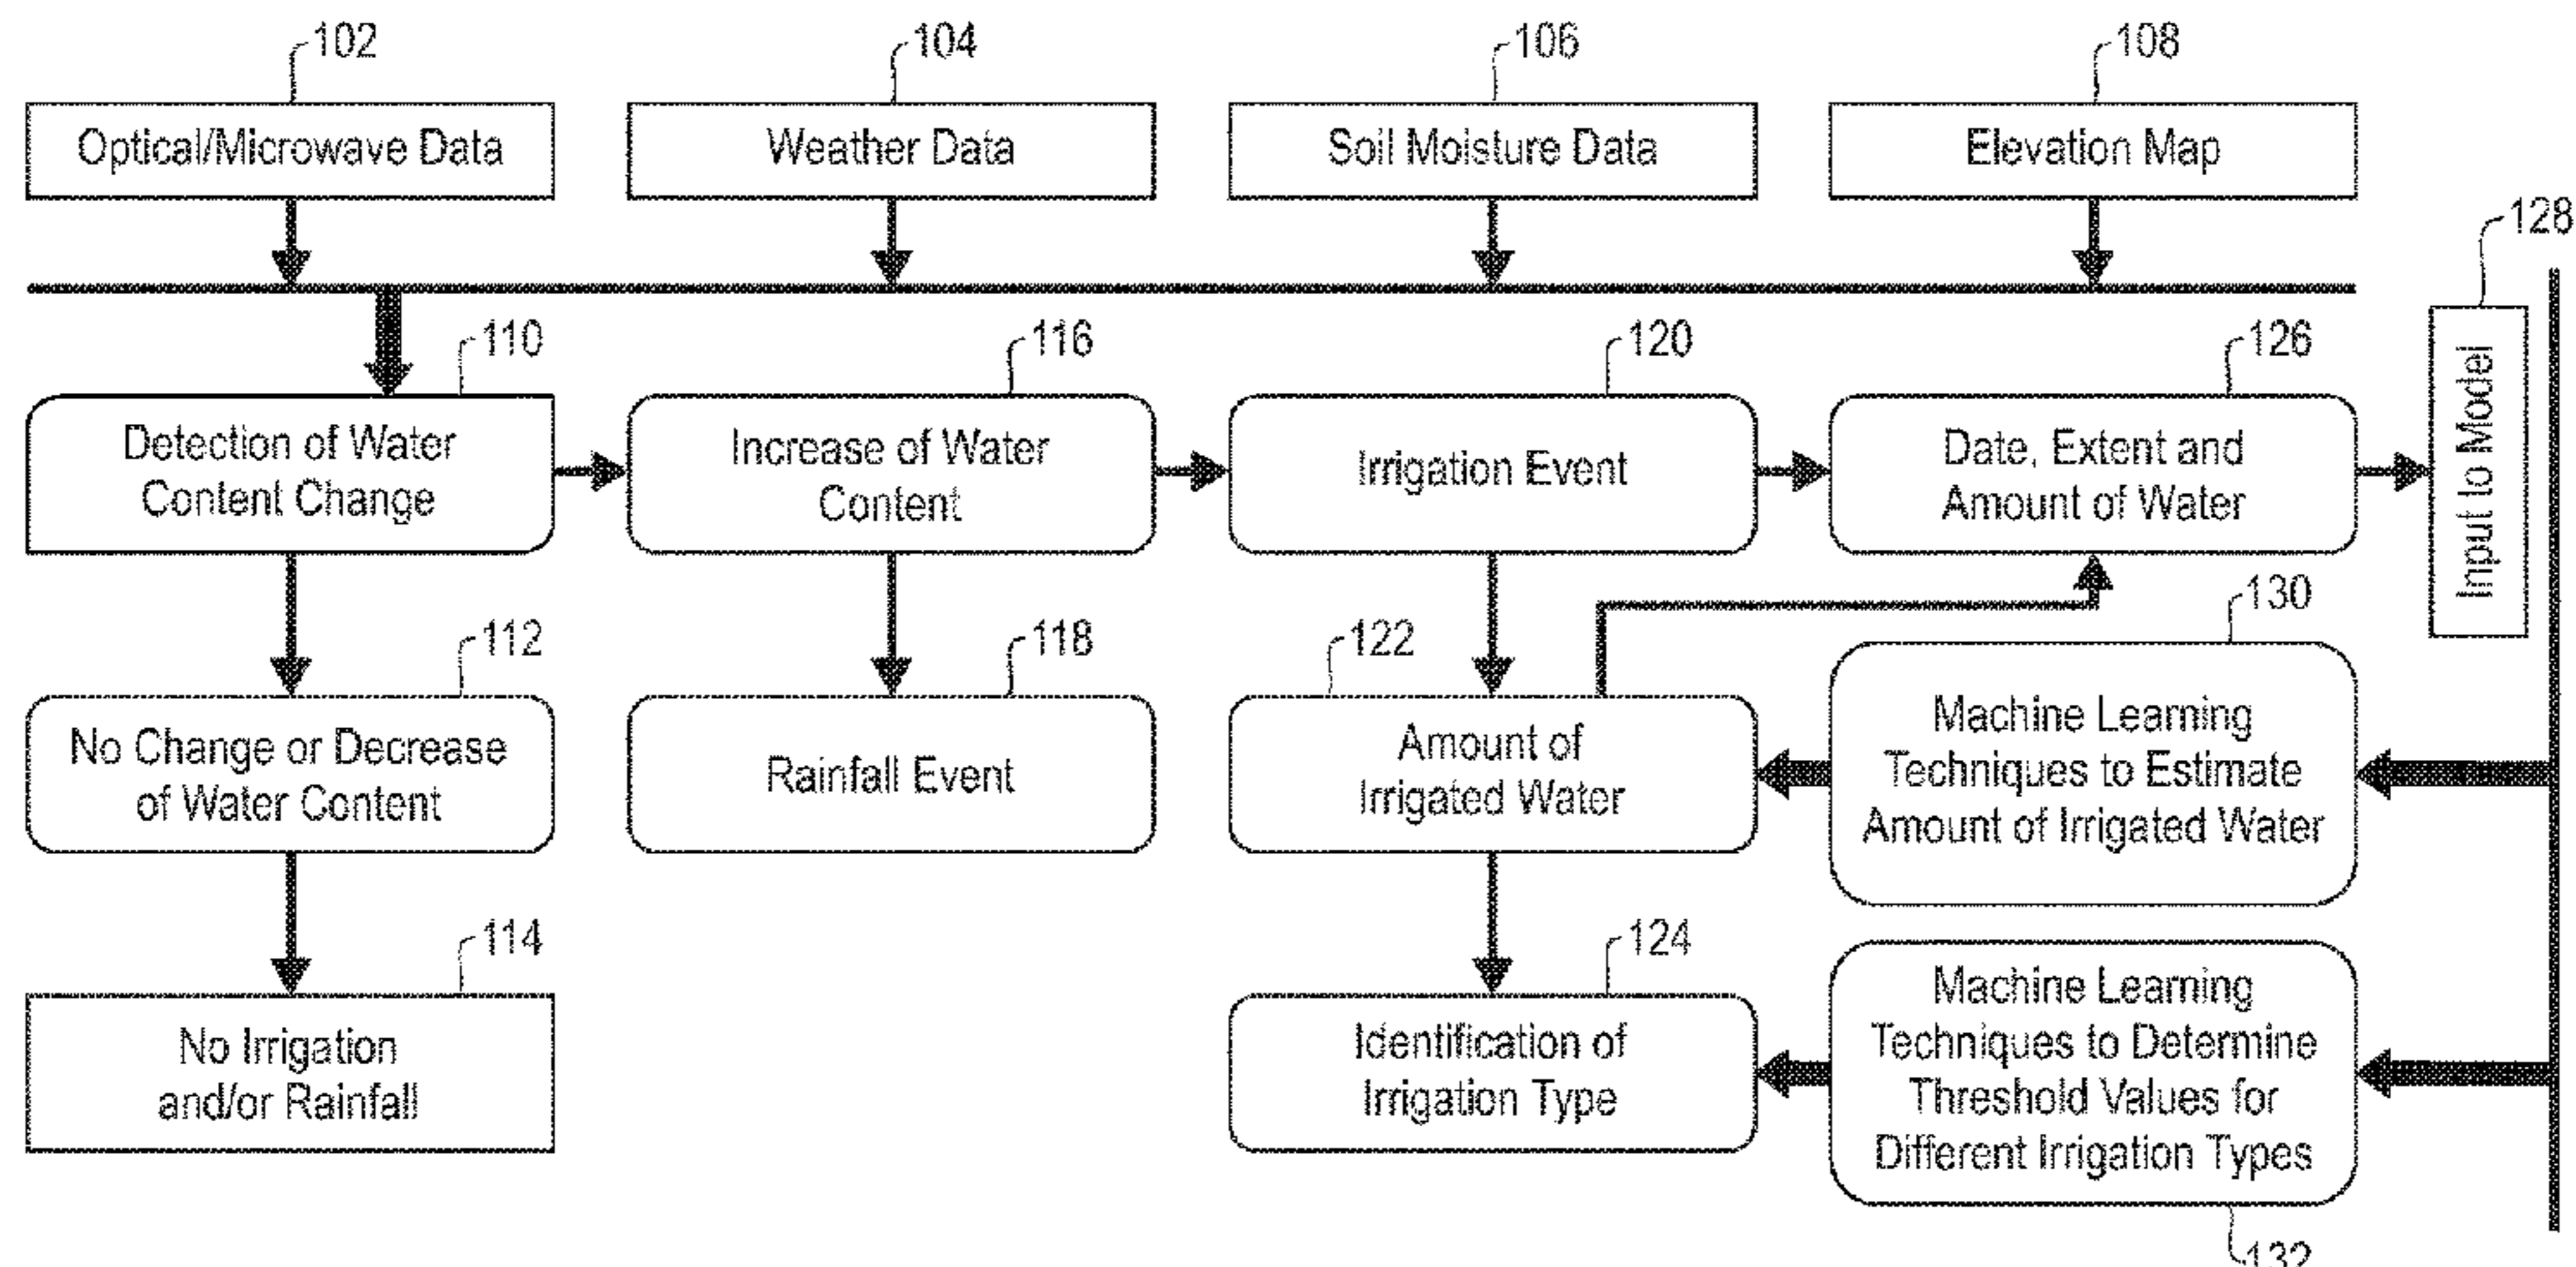 102
104
106
108
Optical/Microwave Data
Weather Data
Soil Moisture Data
Elevation Map
128
110
116
120
126
Detection of Water
Content Change
Increase of Water
Content
Irrigation Event
Date, Extent and
Amount of Water
Input to Model
112
118
122
130
No Change or Decrease
of Water Content
Rainfall Event
Amount of
Irrigated Water
Machine Learning
Techniques to Estimate
Amount of Irrigated Water
114
124
No Irrigation
and/or Rainfall
Identification of
Irrigation Type
Machine Learning
Techniques to Determine
Threshold Values for
Different Irrigation Types
132